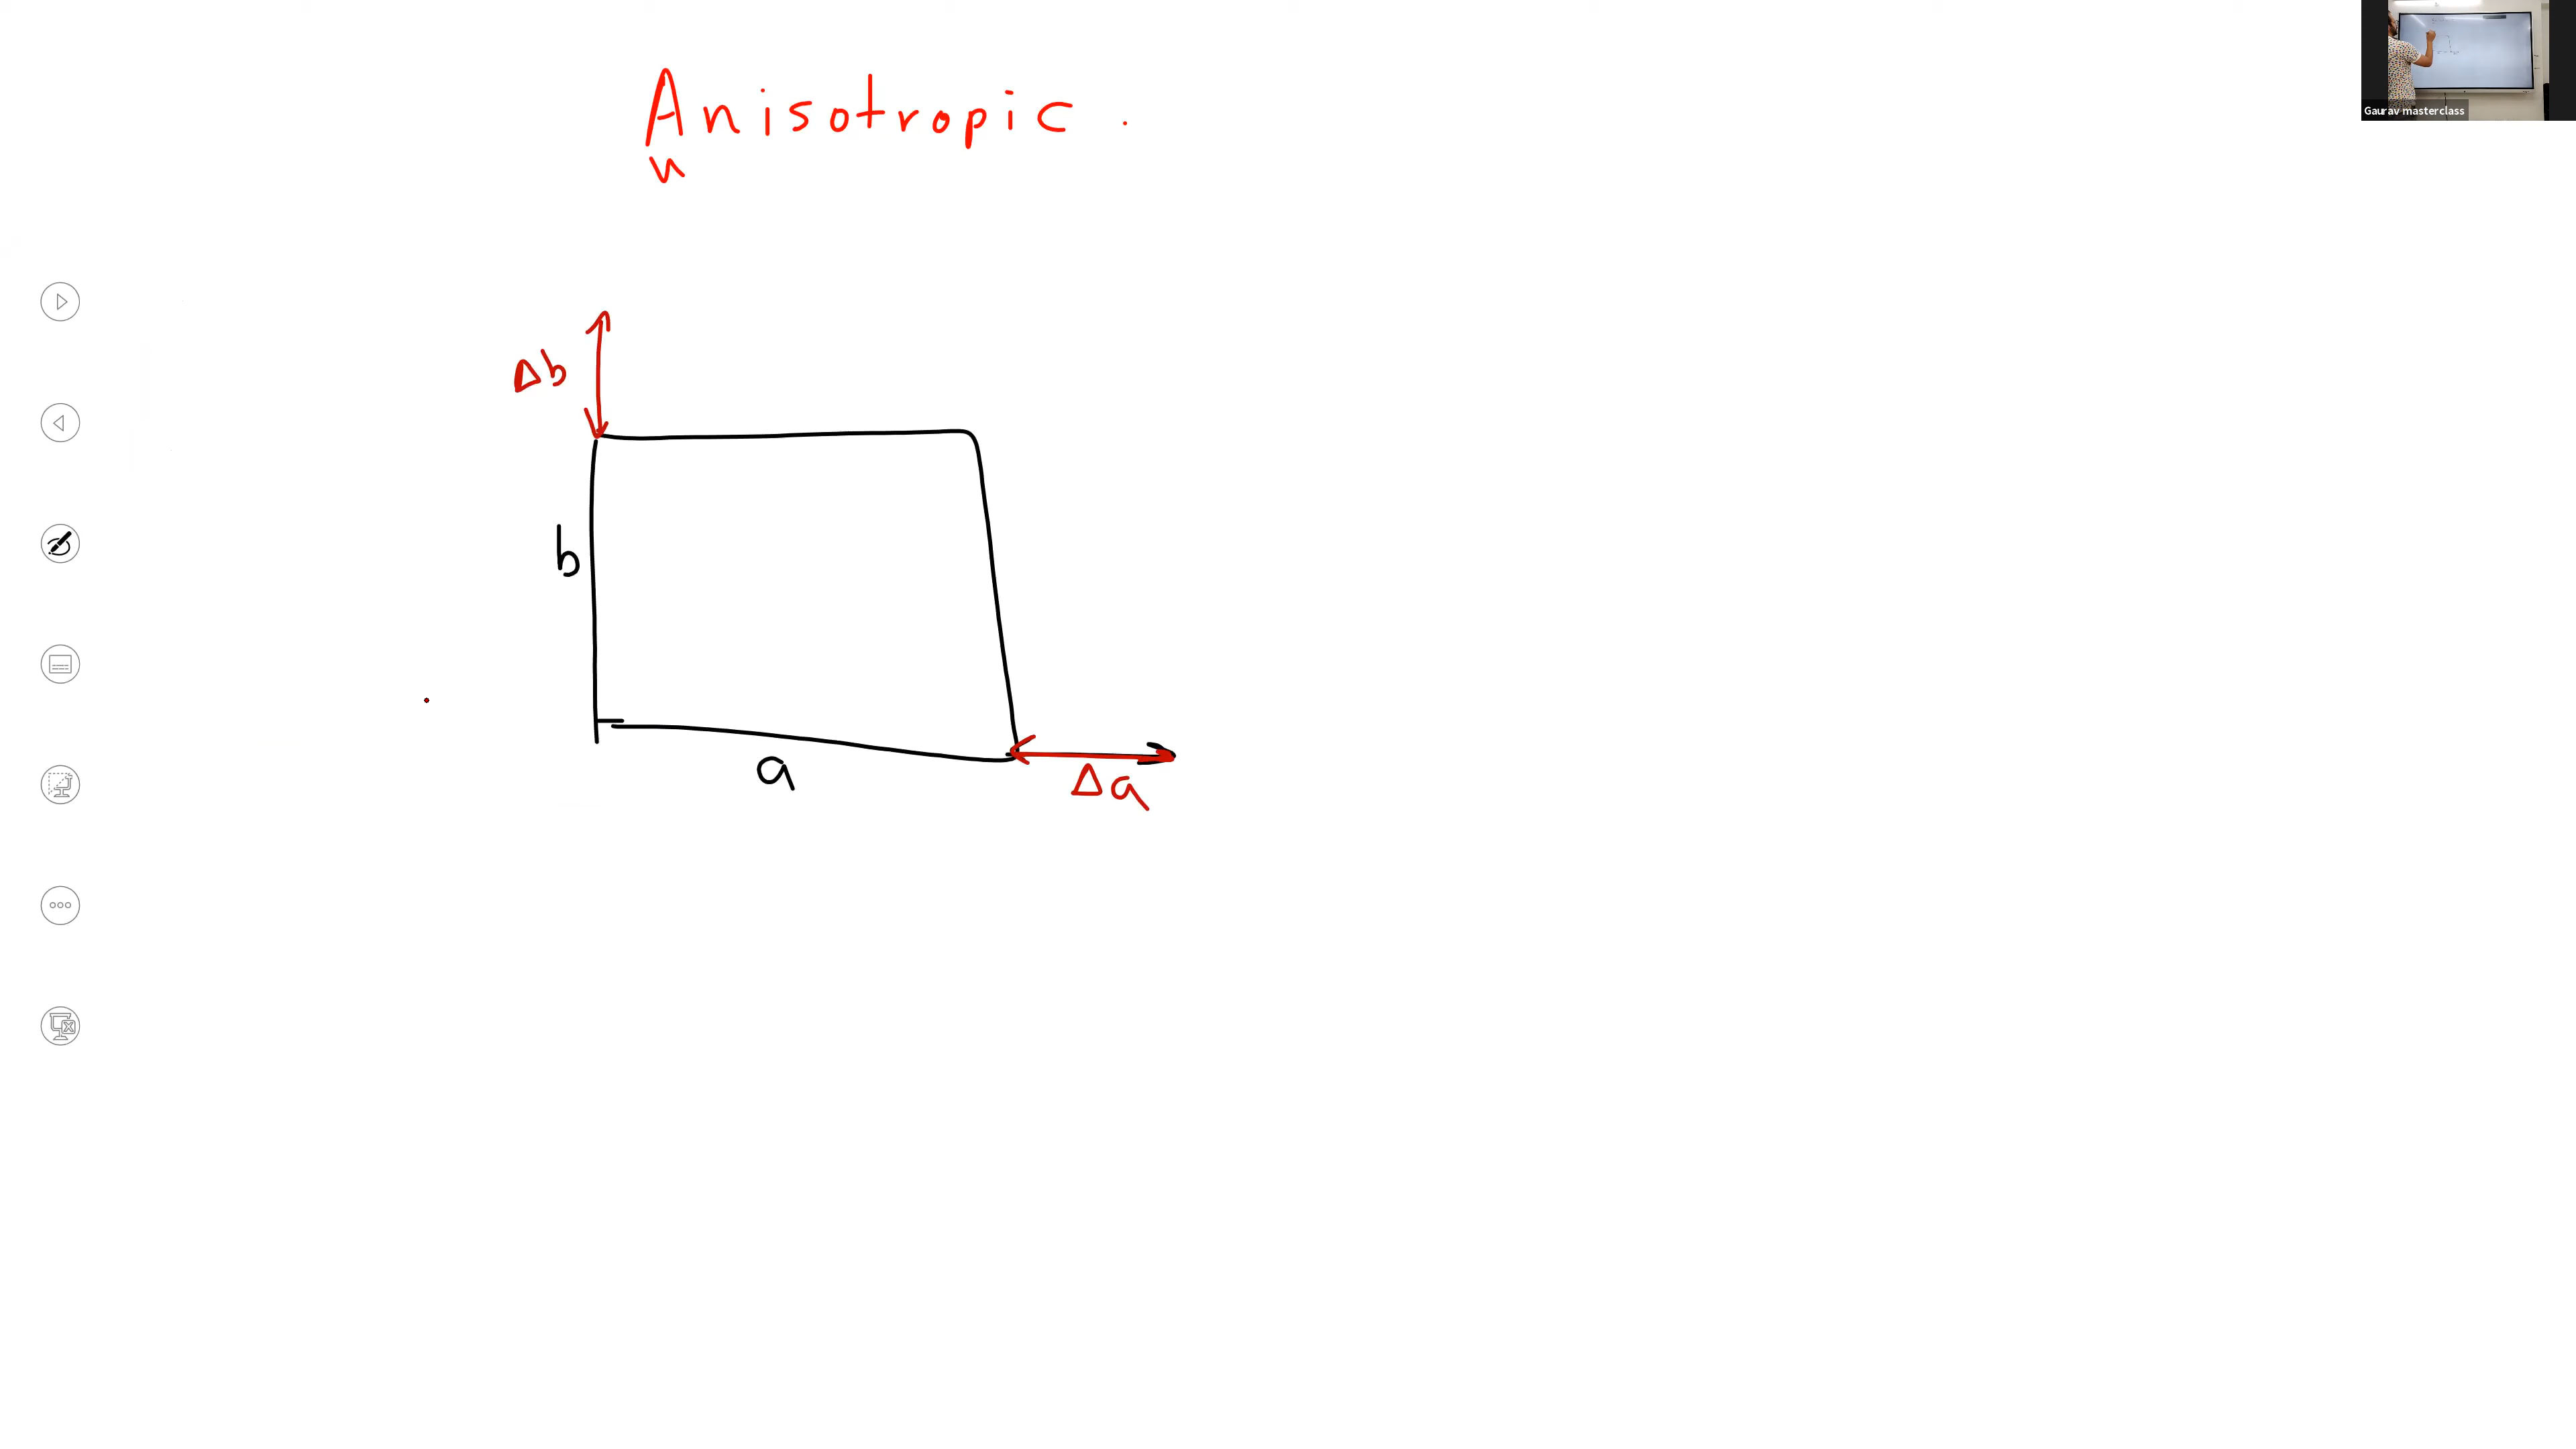 Anisotropic .
Gaurav masterclass
Δb
b
a
Δa